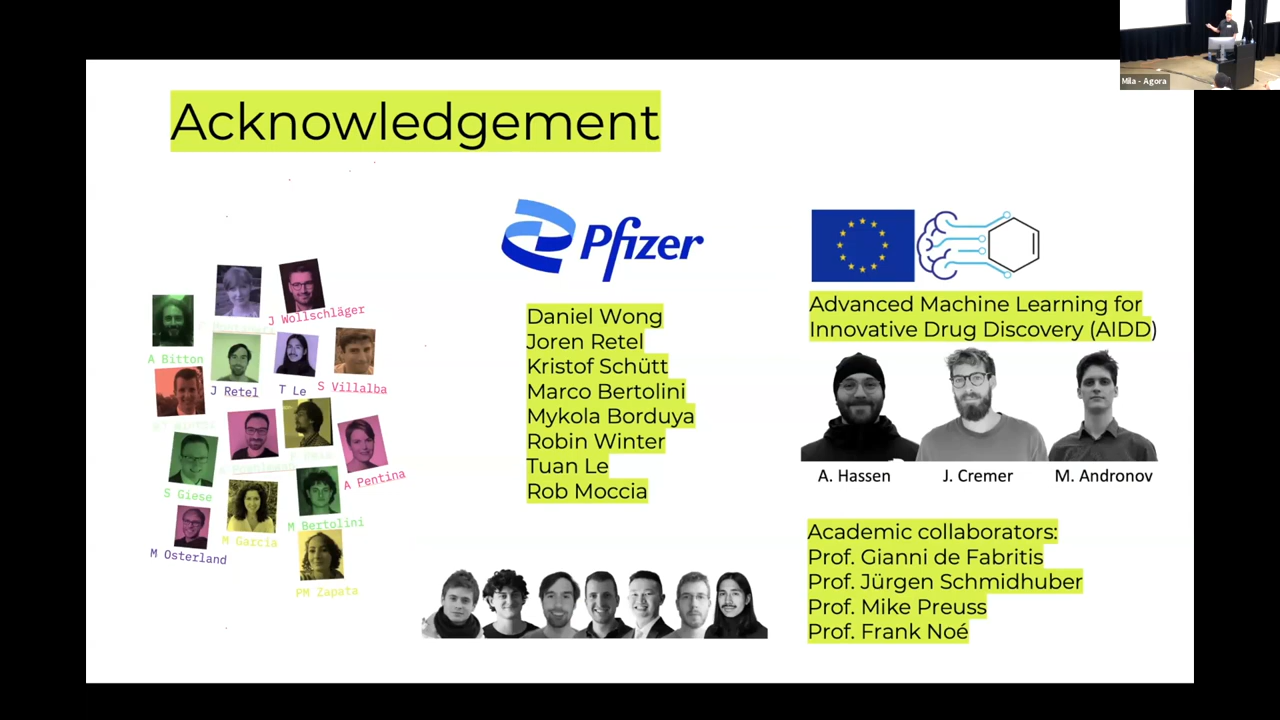 Mila - Agora
Acknowledgement
Pfizer
J Wollschläger
A Bitton
J Retel
T Le
S Villalba
A Pentina
S Giese
M Bertolini
M Garcia
M Osterland
PM Zapata
Daniel Wong
Joren Retel
Kristof Schütt
Marco Bertolini
Mykola Borduya
Robin Winter
Tuan Le
Rob Moccia
Advanced Machine Learning for
Innovative Drug Discovery (AIDD)
A. Hassen
J. Cremer
M. Andronov
Academic collaborators:
Prof. Gianni de Fabritis
Prof. Jürgen Schmidhuber
Prof. Mike Preuss
Prof. Frank Noé